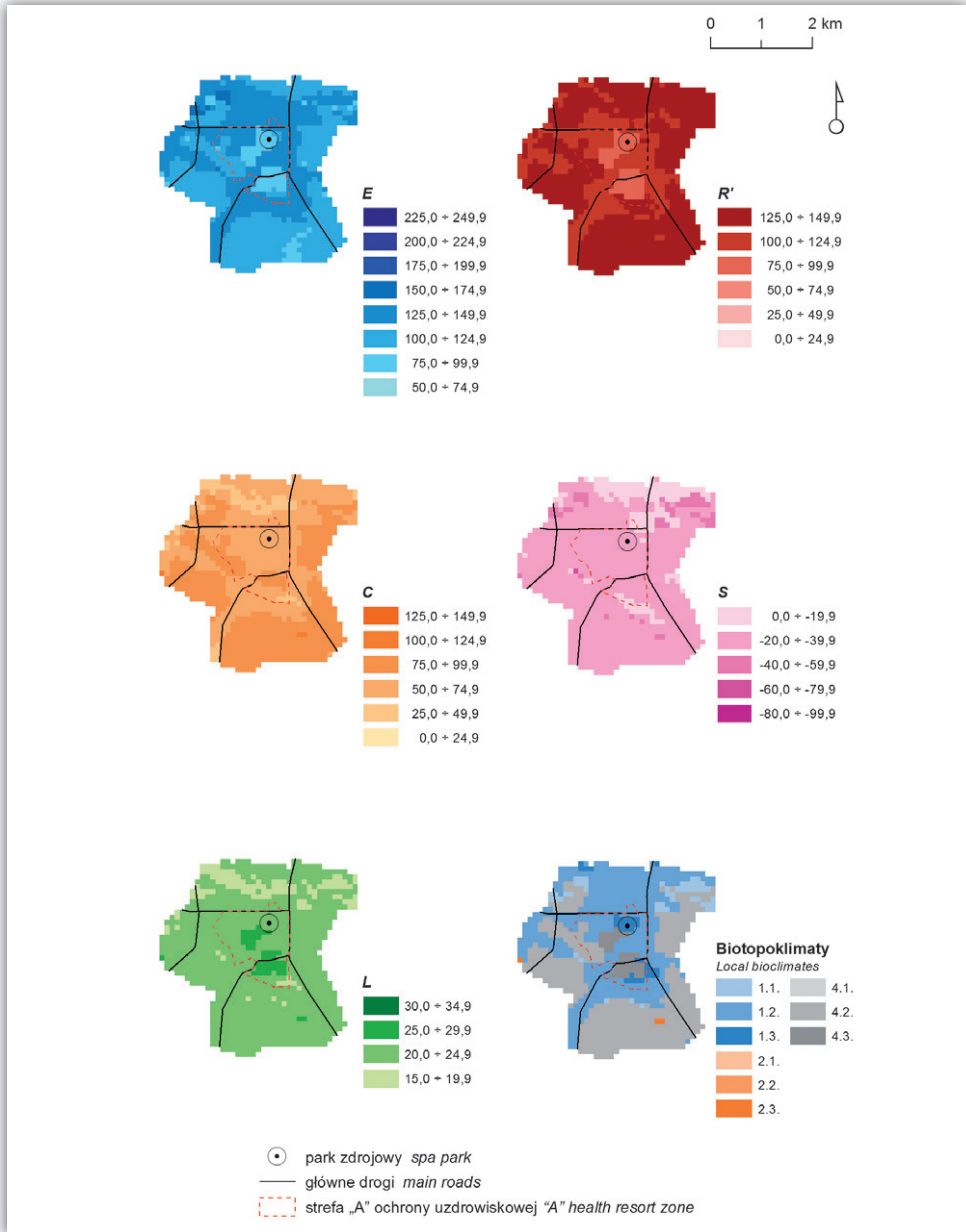 0 1 2 km
E
225,0 ÷ 249,9
200,0 ÷ 224,9
175,0 ÷ 199,9
150,0 ÷ 174,9
125,0 ÷ 149,9
100,0 ÷ 124,9
75,0 ÷ 99,9
50,0 ÷ 74,9
R'
125,0 ÷ 149,9
100,0 ÷ 124,9
75,0 ÷ 99,9
50,0 ÷ 74,9
25,0 ÷ 49,9
0,0 ÷ 24,9
C
125,0 ÷ 149,9
100,0 ÷ 124,9
75,0 ÷ 99,9
50,0 ÷ 74,9
25,0 ÷ 49,9
0,0 ÷ 24,9
S
0,0 ÷ -19,9
-20,0 ÷ -39,9
-40,0 ÷ -59,9
-60,0 ÷ -79,9
-80,0 ÷ -99,9
L
30,0 ÷ 34,9
25,0 ÷ 29,9
20,0 ÷ 24,9
15,0 ÷ 19,9
Biotopoklimaty
Local bioclimates
1.1. 4.1.
1.2. 4.2.
1.3. 4.3.
2.1.
2.2.
2.3.
park zdrojowy spa park
główne drogi main roads
strefa „A” ochrony uzdrowiskowej “A” health resort zone